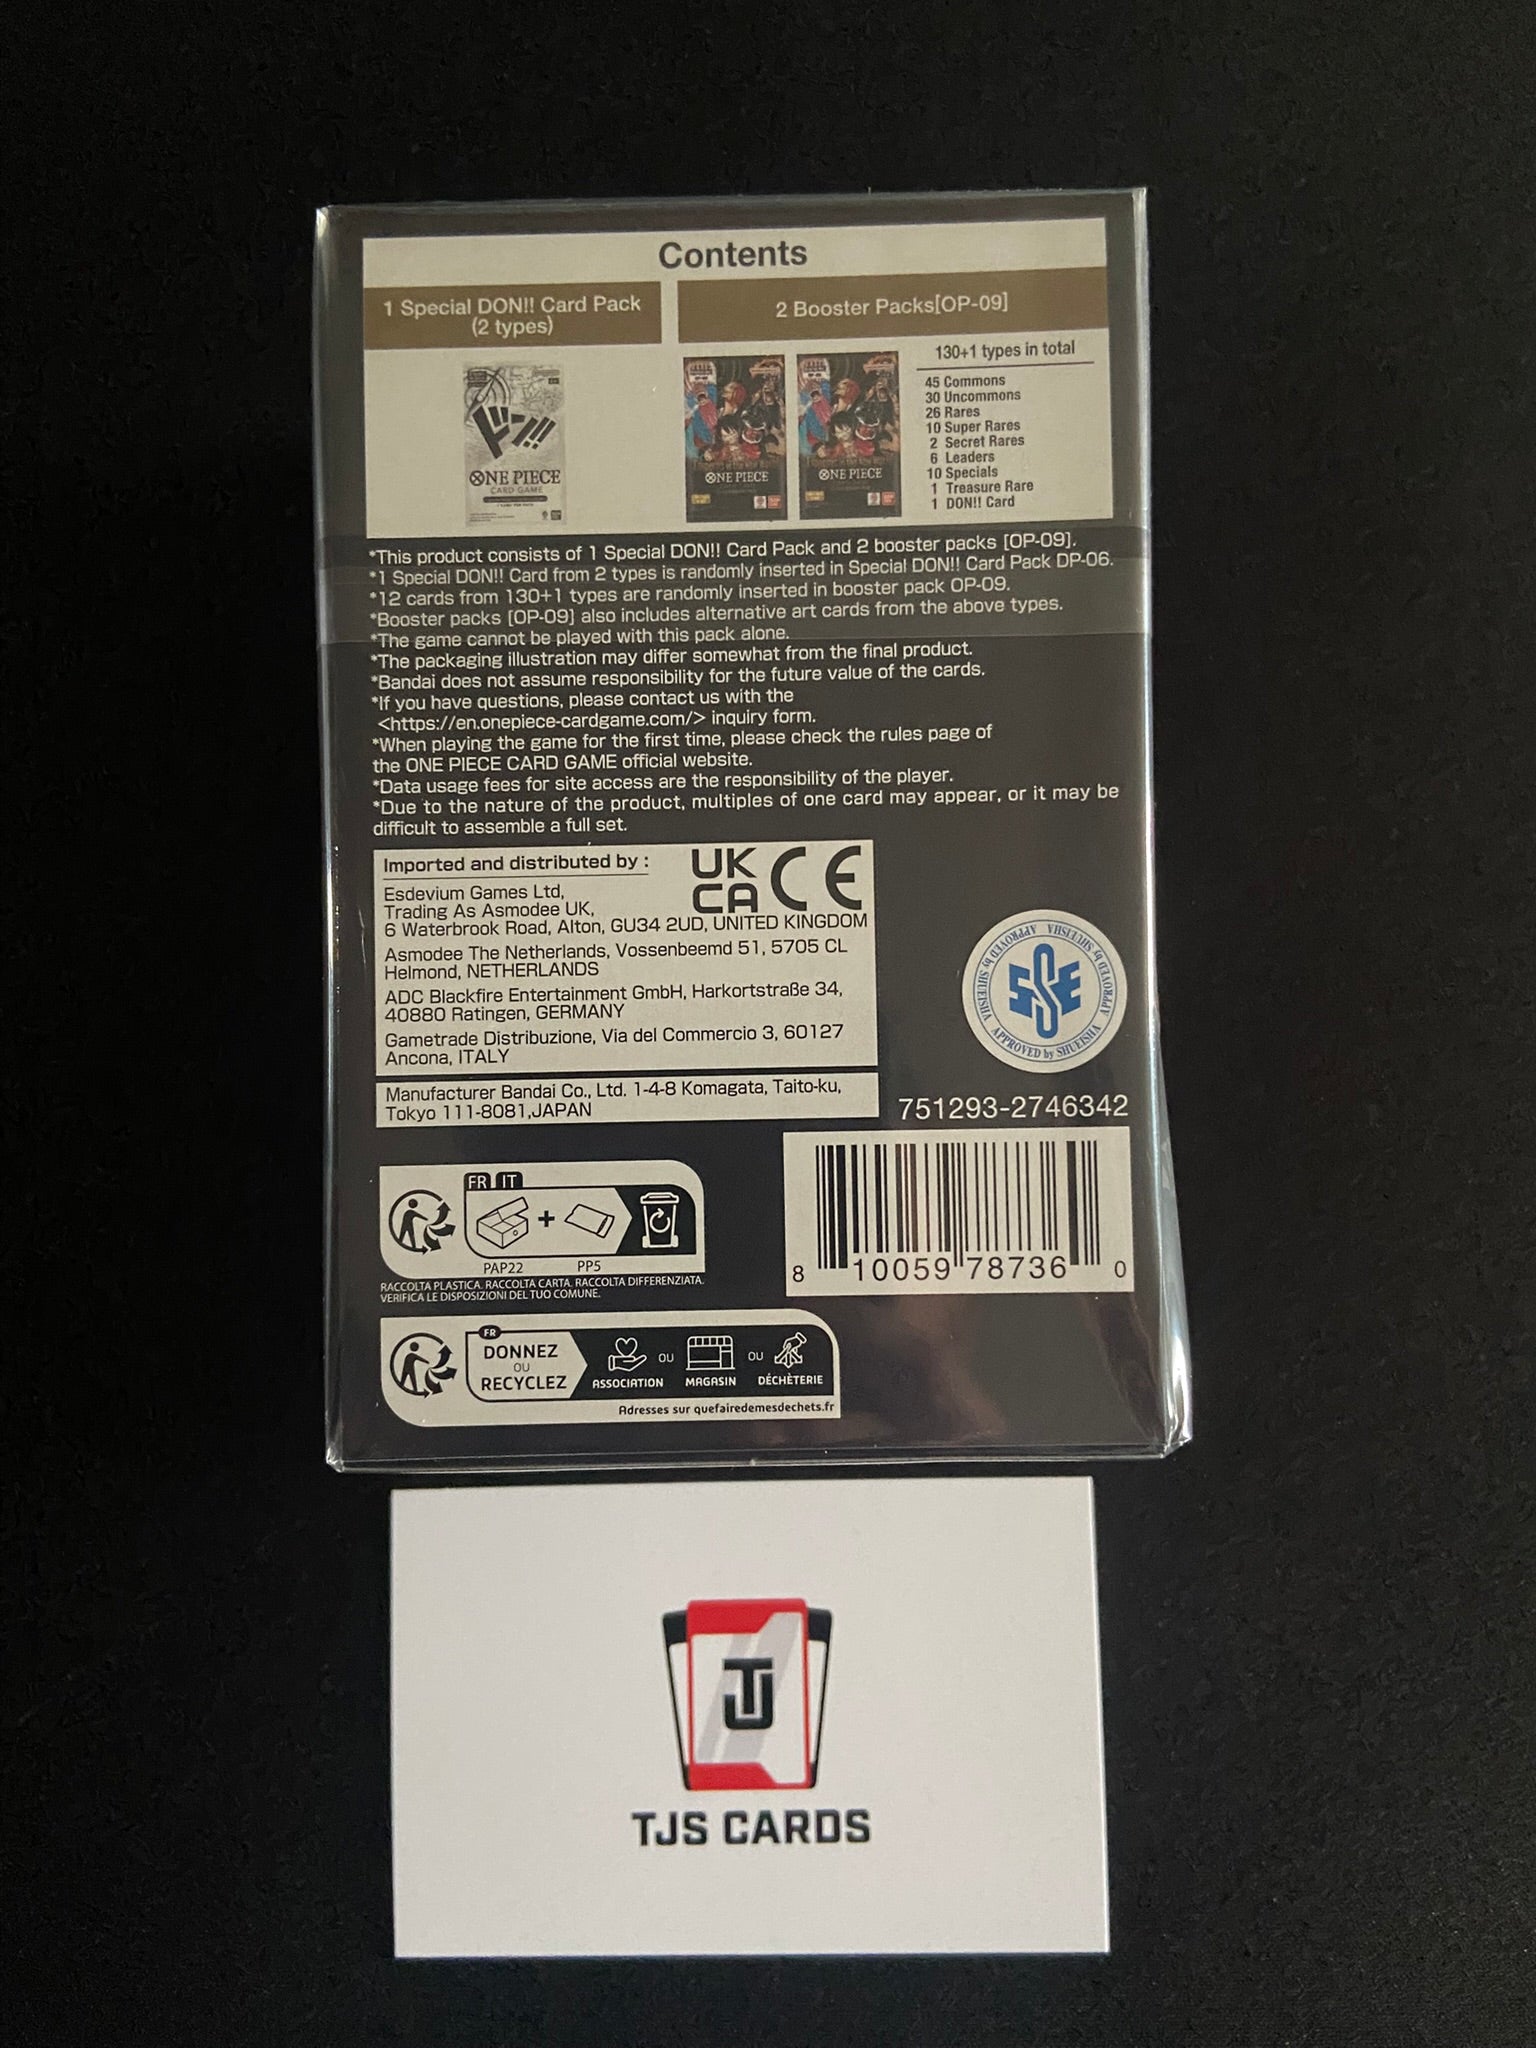 Contents
1 Special DON!! Card Pack
(2 types)
2 Booster Packs[OP-09]
ドン!!
ONE PIECE
CARD GAME
ONE PIECE
ONE PIECE
130+1 types in total
45 Commons
30 Uncommons
26 Rares
10 Super Rares
2 Secret Rares
6 Leaders
10 Specials
1 Treasure Rare
1 DON!! Card
*This product consists of 1 Special DON!! Card Pack and 2 booster packs [OP-09].
*1 Special DON!! Card from 2 types is randomly inserted in Special DON!! Card Pack DP-06.
*12 cards from 130+1 types are randomly inserted in booster pack OP-09.
*Booster packs [OP-09] also includes alternative art cards from the above types.
*The game cannot be played with this pack alone.
*The packaging illustration may differ somewhat from the final product.
*Bandai does not assume responsibility for the future value of the cards.
*If you have questions, please contact us with the
<https://en.onepiece-cardgame.com/> inquiry form.
*When playing the game for the first time, please check the rules page of
the ONE PIECE CARD GAME official website.
*Data usage fees for site access are the responsibility of the player.
*Due to the nature of the product, multiples of one card may appear, or it may be
difficult to assemble a full set.
Imported and distributed by :
UK
CA CE
Esdevium Games Ltd,
Trading As Asmodee UK,
6 Waterbrook Road, Alton, GU34 2UD, UNITED KINGDOM
Asmodee The Netherlands, Vossenbeemd 51, 5705 CL
Helmond, NETHERLANDS
ADC Blackfire Entertainment GmbH, Harkortstraße 34,
40880 Ratingen, GERMANY
Gametrade Distribuzione, Via del Commercio 3, 60127
Ancona, ITALY
Manufacturer Bandai Co., Ltd. 1-4-8 Komagata, Taito-ku,
Tokyo 111-8081,JAPAN
APPROVED by SHUEISHA APPROVED by SHUEISHA APPROVED by SHUEISHA
SSE
751293-2746342
8 10059 78736 0
FR IT
+
PAP22 PP5
RACCOLTA PLASTICA. RACCOLTA CARTA. RACCOLTA DIFFERENZIATA.
VERIFICA LE DISPOSIZIONI DEL TUO COMUNE.
FR
DONNEZ
OU
RECYCLEZ
ASSOCIATION OU MAGASIN OU DÉCHÈTERIE
Adresses sur quefairedemesdechets.fr
TJ
TJS CARDS